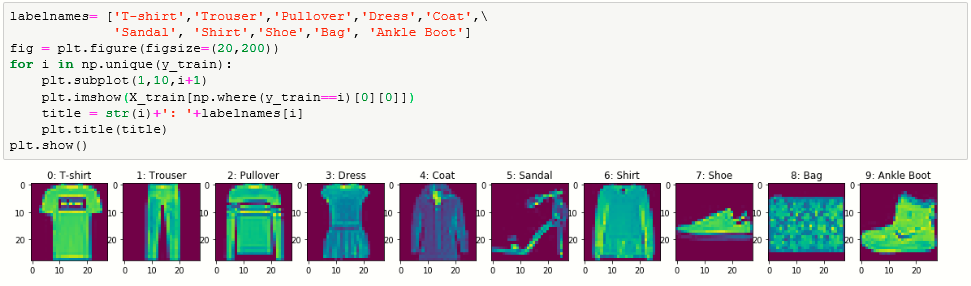 labelnames= ['T-shirt','Trouser','Pullover','Dress','Coat',\
'Sandal', 'Shirt','Shoe','Bag', 'Ankle Boot']
fig = plt.figure(figsize=(20,200))
for i in np.unique(y_train):
plt.subplot(1,10,i+1)
plt.imshow(X_train[np.where(y_train==i)[0][0]])
title = str(i)+': '+labelnames[i]
plt.title(title)
plt.show()
0: T-shirt 1: Trouser 2: Pullover 3: Dress 4: Coat 5: Sandal 6: Shirt 7: Shoe 8: Bag 9: Ankle Boot
0 0 0 0 0 0 0 0 0 0
10 10 10 10 10 10 10 10 10 10
20 20 20 20 20 20 20 20 20 20
0 10 20 0 10 20 0 10 20 0 10 20 0 10 20 0 10 20 0 10 20 0 10 20 0 10 20 0 10 20